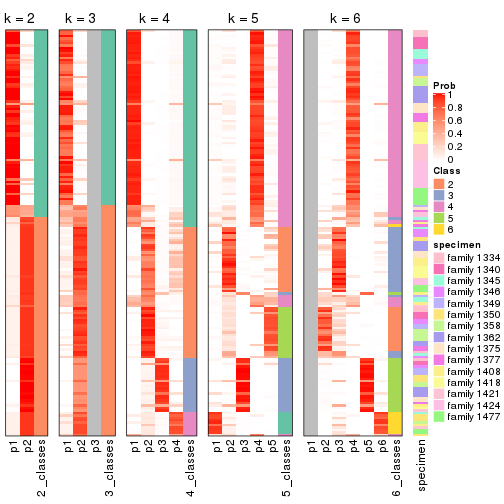 k = 2
k = 3
k = 4
k = 5
k = 6
p1
p2
2_classes
p1
p2
p3
3_classes
p1
p2
p3
p4
4_classes
p1
p2
p3
p4
p5
5_classes
p1
p2
p3
p4
p5
p6
6_classes
specimen
Prob
1
0.8
0.6
0.4
0.2
0
Class
2
3
4
5
6
specimen
family 1334
family 1340
family 1345
family 1346
family 1349
family 1350
family 1358
family 1362
family 1375
family 1377
family 1408
family 1418
family 1421
family 1424
family 1477